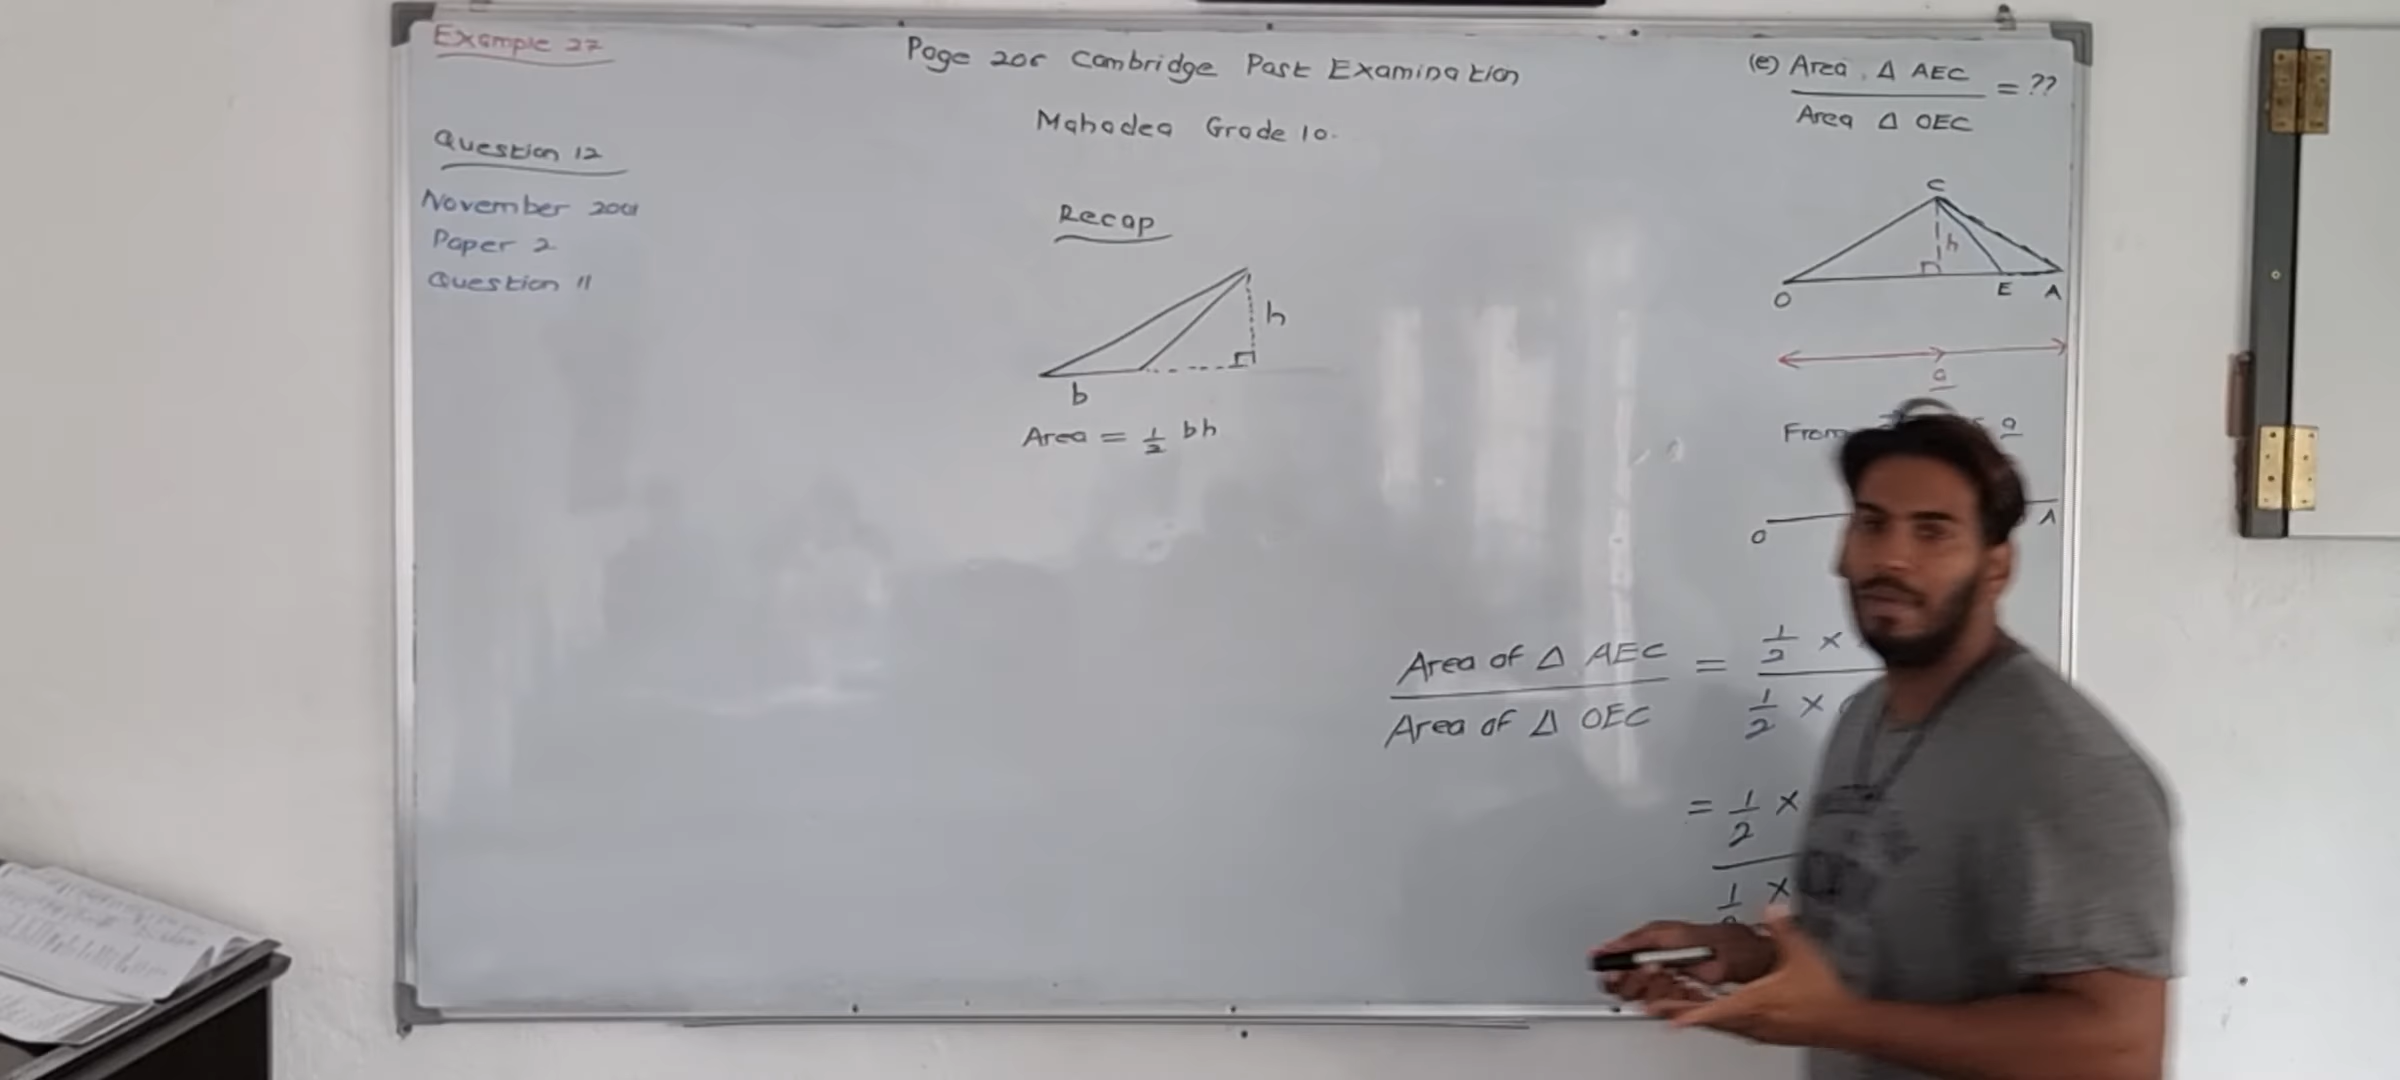 Example 27
Page 206 Cambridge Past Examination
Mahadea Grade 10.
Question 12
November 2001
Paper 2
Question 11
Recap
h
b
Area = 1/2 bh
(e) Area Δ AEC / Area Δ OEC = ??
C
h
O E A
a
From a
O A
Area of Δ AEC / Area of Δ OEC = 1/2 × / 1/2 ×
= 1/2 × / 1 ×